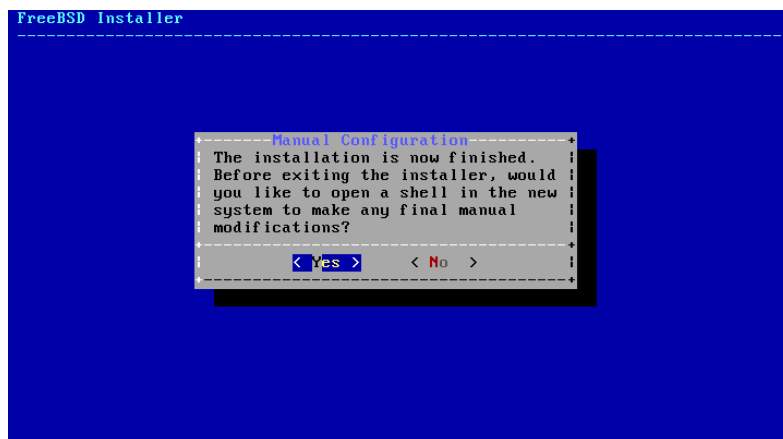 FreeBSD Installer
Manual Configuration
The installation is now finished.
Before exiting the installer, would
you like to open a shell in the new
system to make any final manual
modifications?
< Yes > < No >